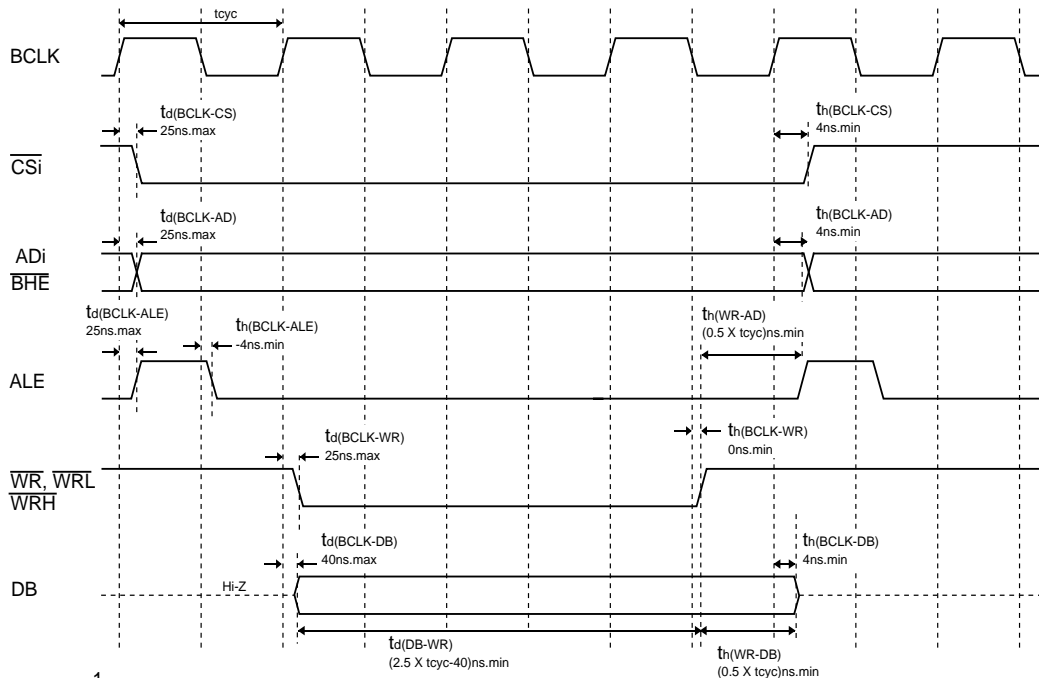 tcyc
BCLK
td(BCLK-CS)
25ns.max
th(BCLK-CS)
4ns.min
CSi
td(BCLK-AD)
25ns.max
th(BCLK-AD)
4ns.min
ADi
BHE
td(BCLK-ALE)
25ns.max
th(BCLK-ALE)
-4ns.min
th(WR-AD)
(0.5 X tcyc)ns.min
ALE
td(BCLK-WR)
25ns.max
th(BCLK-WR)
0ns.min
WR, WRL
WRH
td(BCLK-DB)
40ns.max
th(BCLK-DB)
4ns.min
DB
Hi-Z
td(DB-WR)
(2.5 X tcyc-40)ns.min
th(WR-DB)
(0.5 X tcyc)ns.min
1